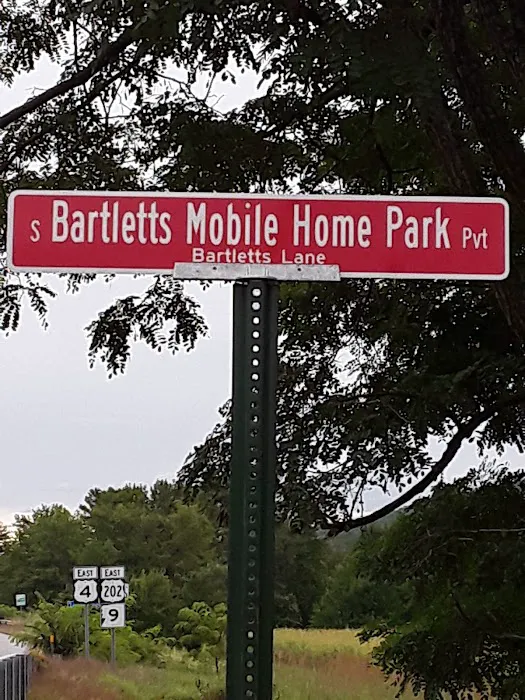 S Bartletts Mobile Home Park Pvt
Bartletts Lane
EAST EAST
4 202
9